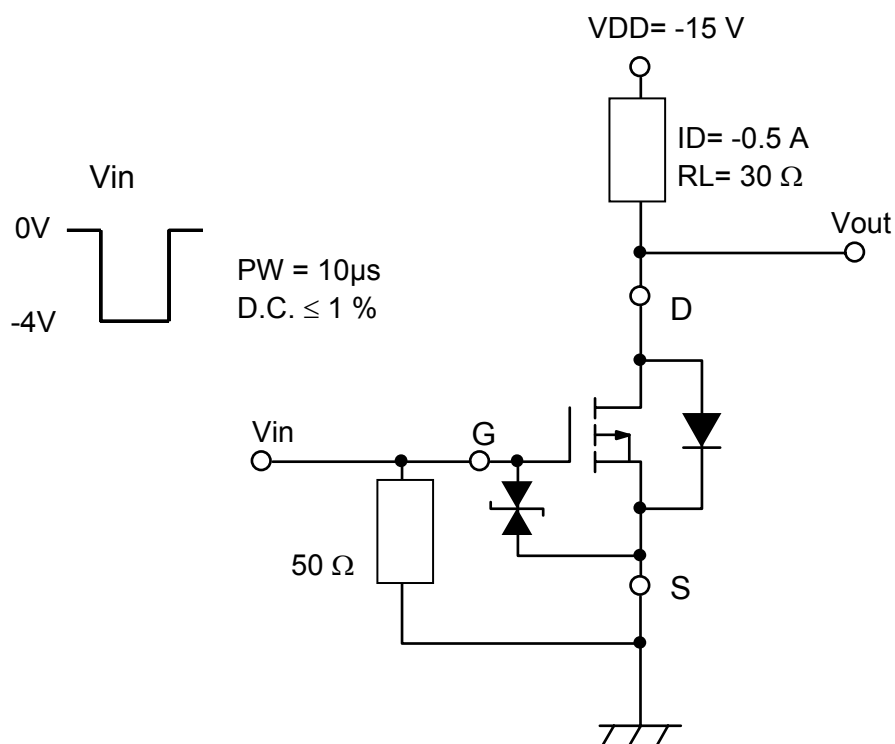 VDD= -15 V
ID= -0.5 A
RL= 30 Ω
Vin
Vout
0V
PW = 10µs
-4V
D.C. ≤ 1 %
D
Vin
G
50 Ω
S